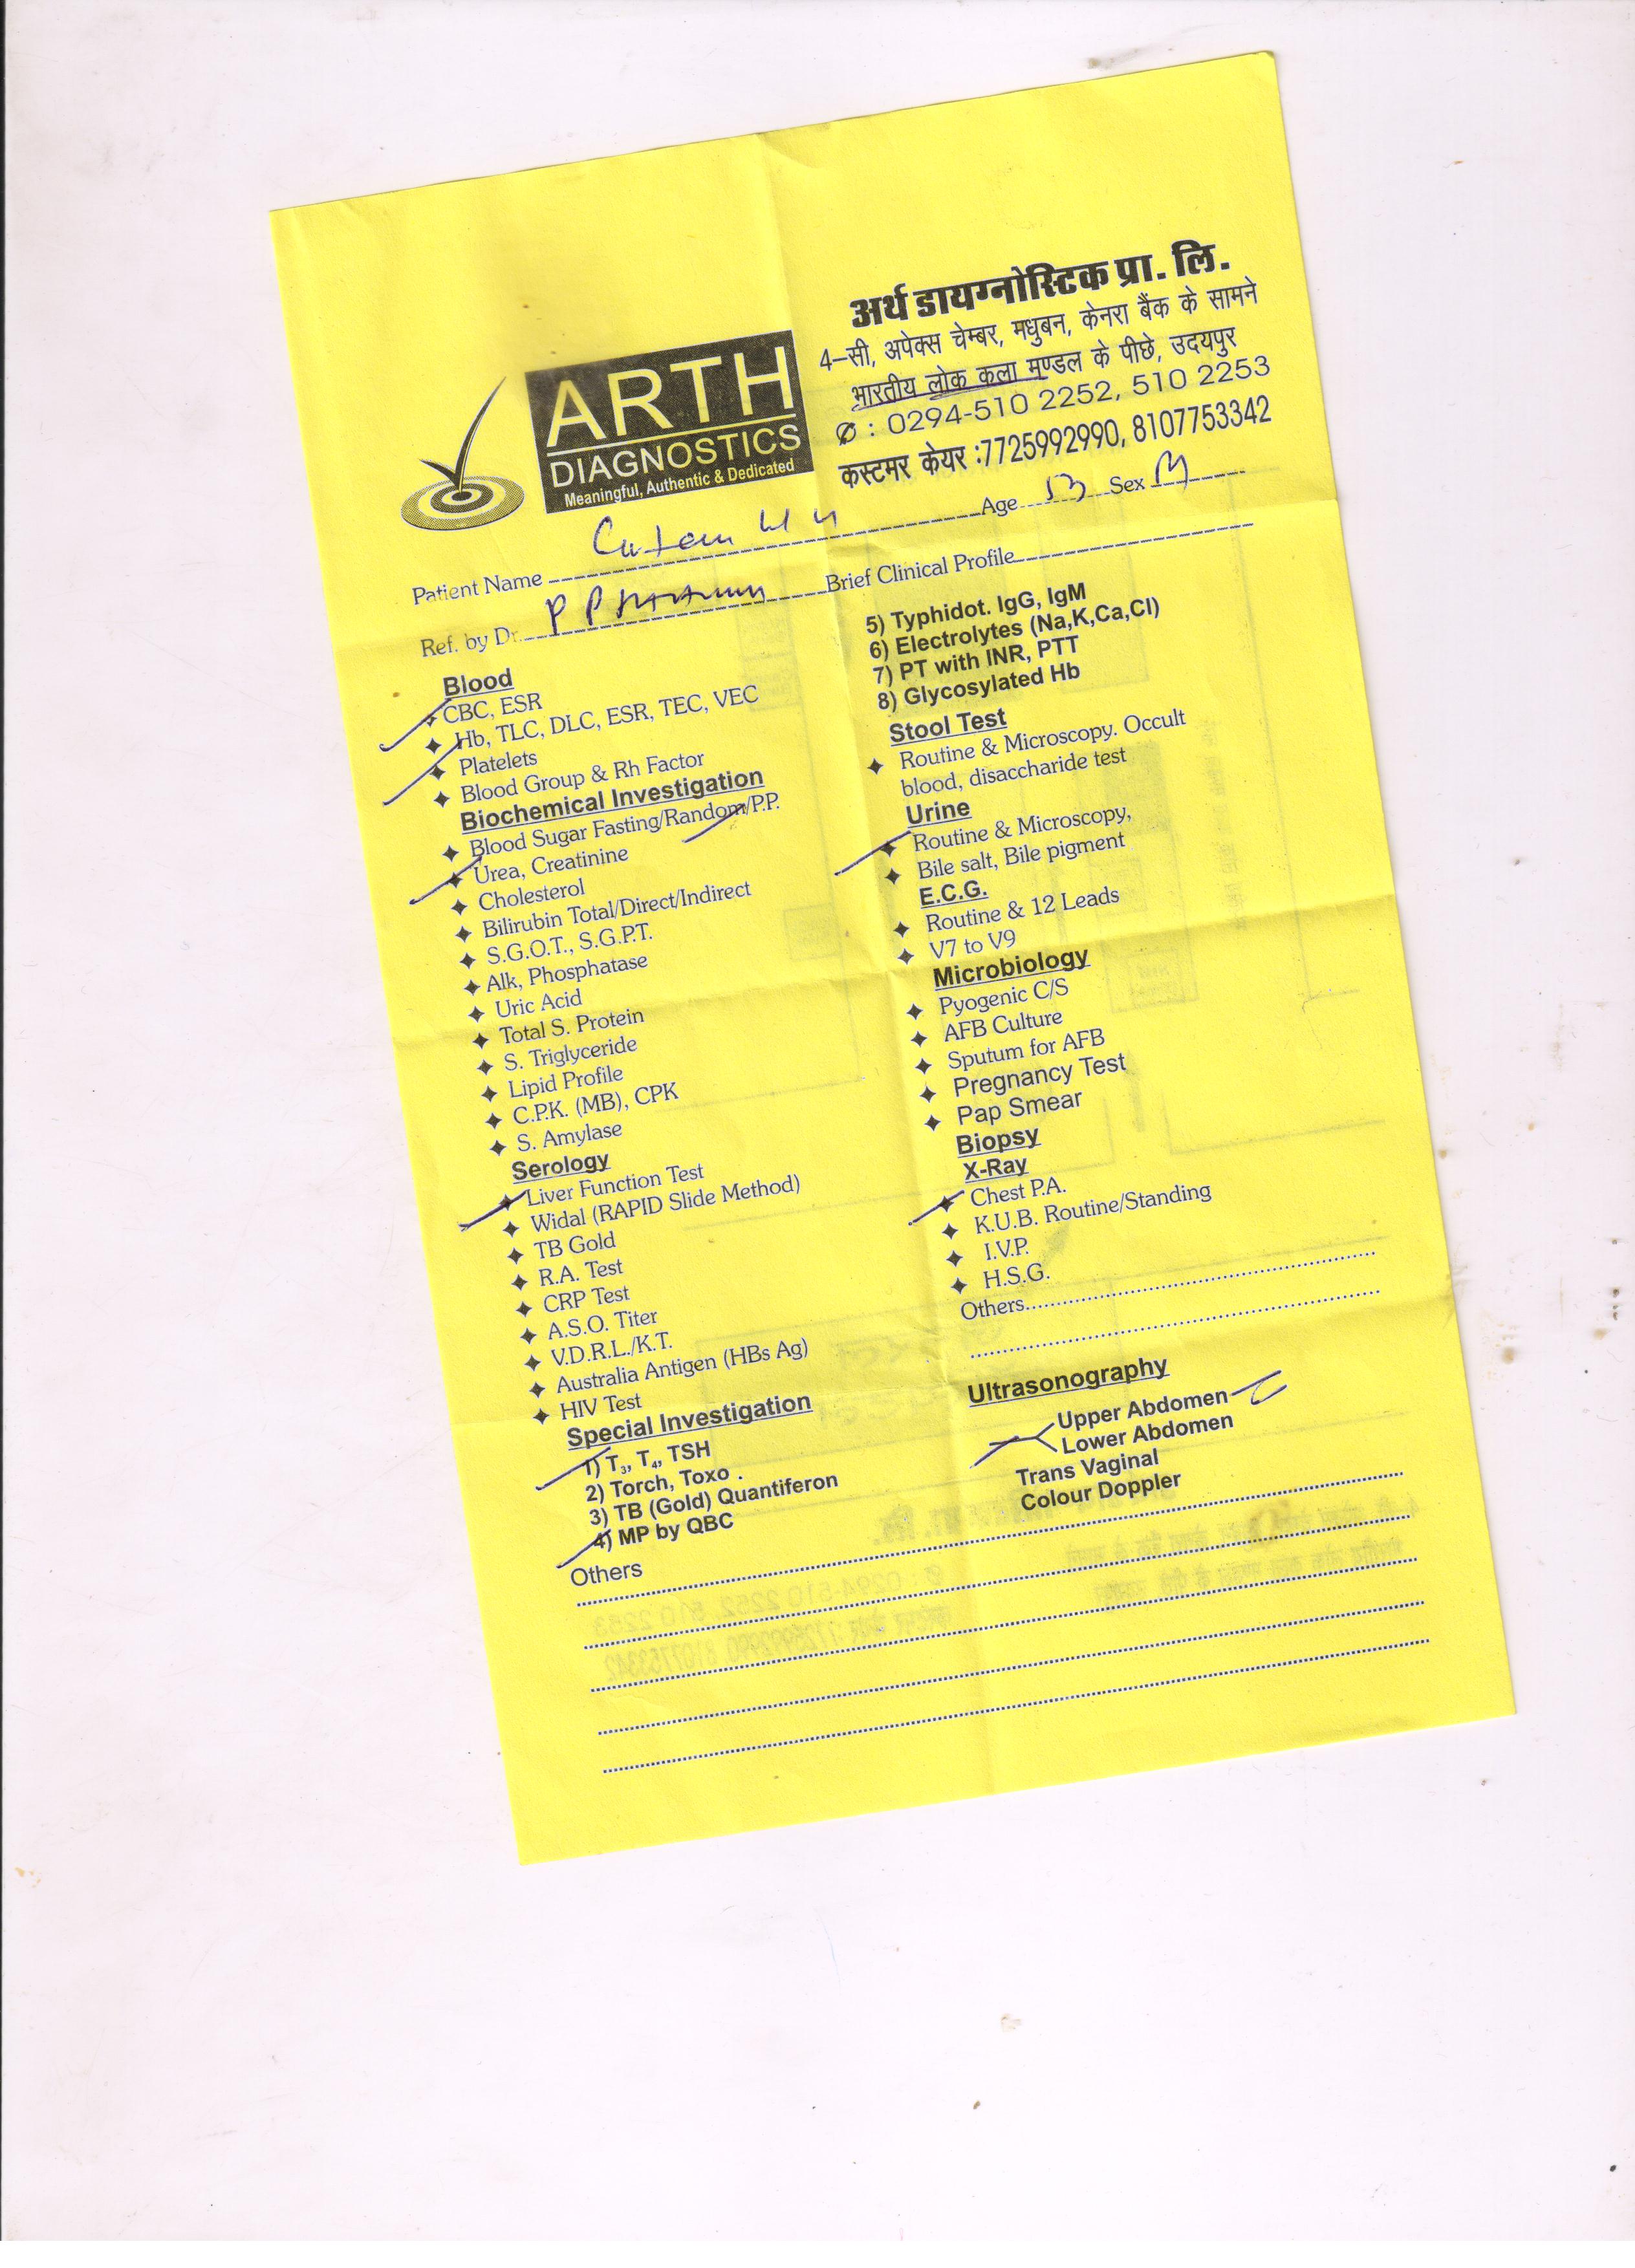 अर्थ डायग्नोस्टिक प्रा. लि.
4-सी, अपेक्स चेम्बर, मधुबन, केनरा बैंक के सामने
भारतीय लोक कला मण्डल के पीछे, उदयपुर
: 0294-510 2252, 510 2253
कस्टमर केयर :7725992990, 8107753342
ARTH
DIAGNOSTICS
Meaningful, Authentic & Dedicated
Patient Name Age 53 Sex M
Ref. by Dr. P P Brief Clinical Profile
Blood
CBC, ESR
Hb, TLC, DLC, ESR, TEC, VEC
Platelets
Blood Group & Rh Factor
Biochemical Investigation
Blood Sugar Fasting/Random/P.P.
Urea, Creatinine
Cholesterol
Bilirubin Total/Direct/Indirect
S.G.O.T., S.G.P.T.
Alk, Phosphatase
Uric Acid
Total S. Protein
S. Triglyceride
Lipid Profile
C.P.K. (MB), CPK
S. Amylase
Serology
Liver Function Test
Widal (RAPID Slide Method)
TB Gold
R.A. Test
CRP Test
A.S.O. Titer
V.D.R.L./K.T.
Australia Antigen (HBs Ag)
HIV Test
Special Investigation
1) T3, T4, TSH
2) Torch, Toxo .
3) TB (Gold) Quantiferon
4) MP by QBC
Others
5) Typhidot. IgG, IgM
6) Electrolytes (Na,K,Ca,Cl)
7) PT with INR, PTT
8) Glycosylated Hb
Stool Test
Routine & Microscopy. Occult
blood, disaccharide test
Urine
Routine & Microscopy,
Bile salt, Bile pigment
E.C.G.
Routine & 12 Leads
V7 to V9
Microbiology
Pyogenic C/S
AFB Culture
Sputum for AFB
Pregnancy Test
Pap Smear
Biopsy
X-Ray
Chest P.A.
K.U.B. Routine/Standing
I.V.P.
H.S.G.
Others
Ultrasonography
Upper Abdomen
Lower Abdomen
Trans Vaginal
Colour Doppler